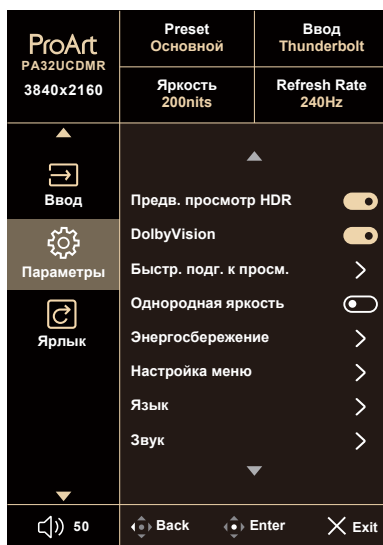 ProArt
PA32UCDMR
3840x2160
Preset
Основной
Ввод
Thunderbolt
Яркость
200nits
Refresh Rate
240Hz
Ввод
Параметры
Ярлык
Предв. просмотр HDR
DolbyVision
Быстр. подг. к просм.
Однородная яркость
Энергосбережение
Настройка меню
Язык
Звук
50
Back
Enter
Exit